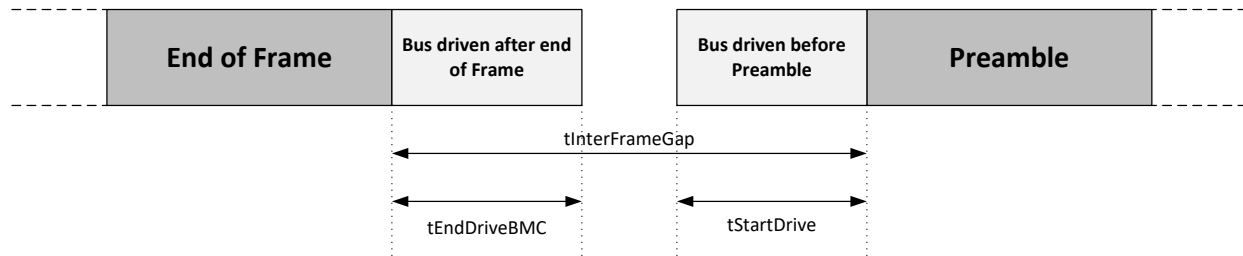 End of Frame
Bus driven after end
of Frame
Bus driven before
Preamble
Preamble
tInterFrameGap
tEndDriveBMC
tStartDrive